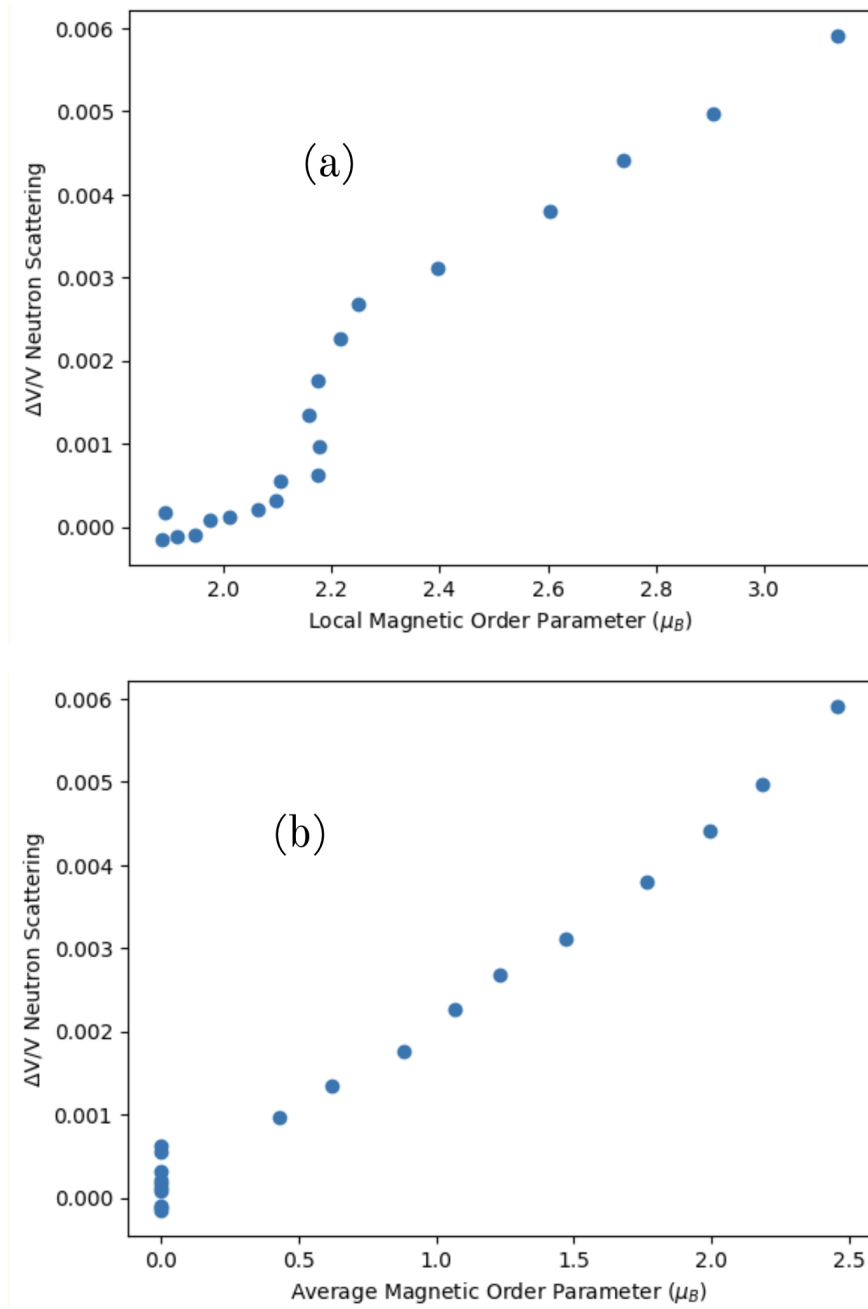 0.006
0.005
(a)
0.004
0.003
0.002
0.001
0.000
ΔV/V Neutron Scattering
2.0 2.2 2.4 2.6 2.8 3.0
Local Magnetic Order Parameter (μ_B)
0.006
0.005
(b)
0.004
0.003
0.002
0.001
0.000
ΔV/V Neutron Scattering
0.0 0.5 1.0 1.5 2.0 2.5
Average Magnetic Order Parameter (μ_B)